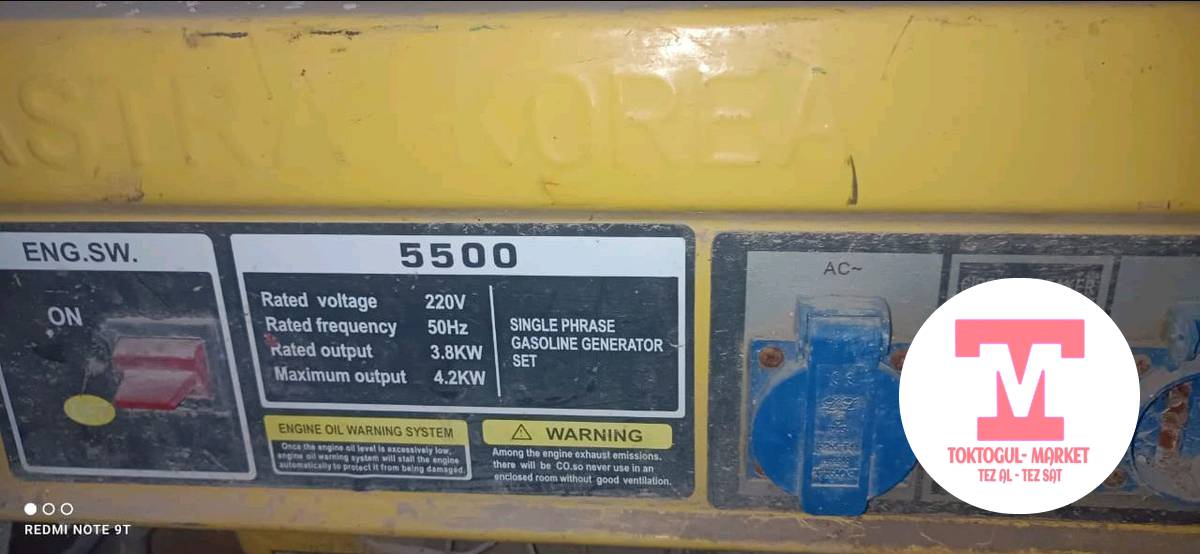 ASTRA KOREA
ENG.SW.
ON
5500
Rated voltage 220V
Rated frequency 50Hz
Rated output 3.8KW
Maximum output 4.2KW
SINGLE PHRASE
GASOLINE GENERATOR
SET
ENGINE OIL WARNING SYSTEM
Once the engine oil level is excessively low,
engine oil warning system will stall the engine
automatically to protect it from being damaged.
WARNING
Among the engine exhaust emissions.
there will be CO.so never use in an
enclosed room without good ventilation.
AC~
TM
TOKTOGUL- MARKET
TEZ AL - TEZ SAT
REDMI NOTE 9T